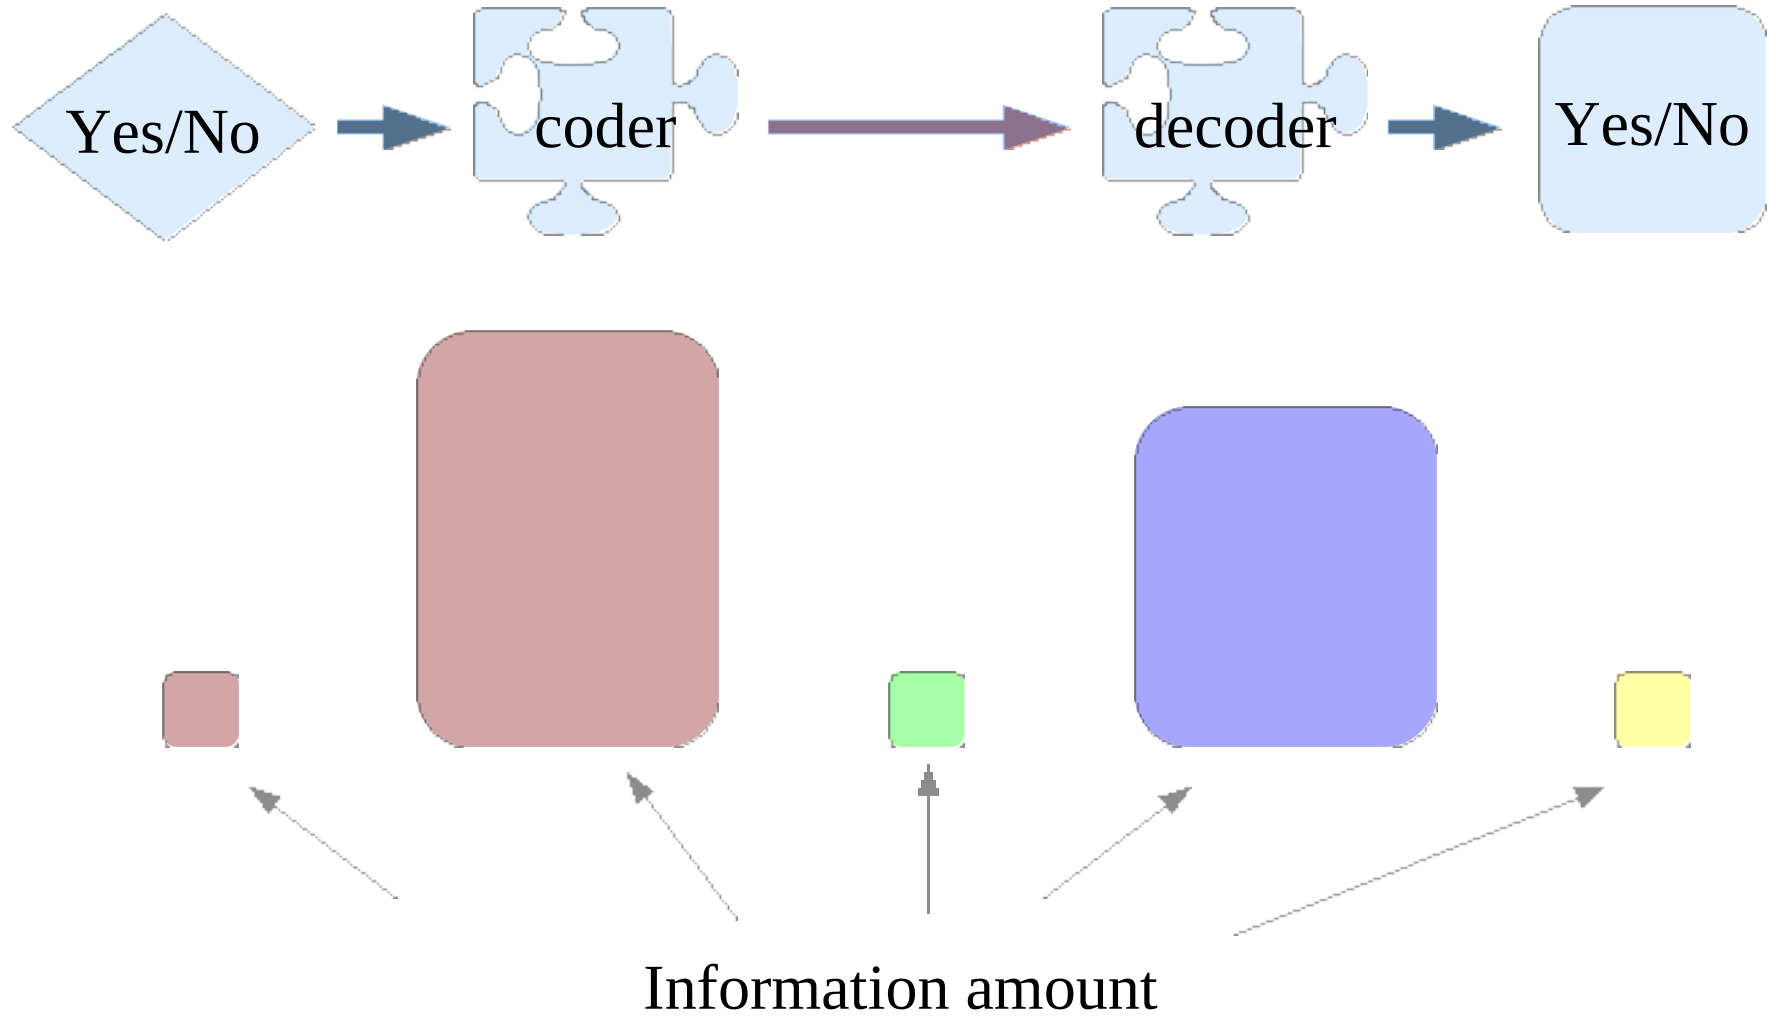 Yes/No
coder
decoder
Yes/No
Information amount